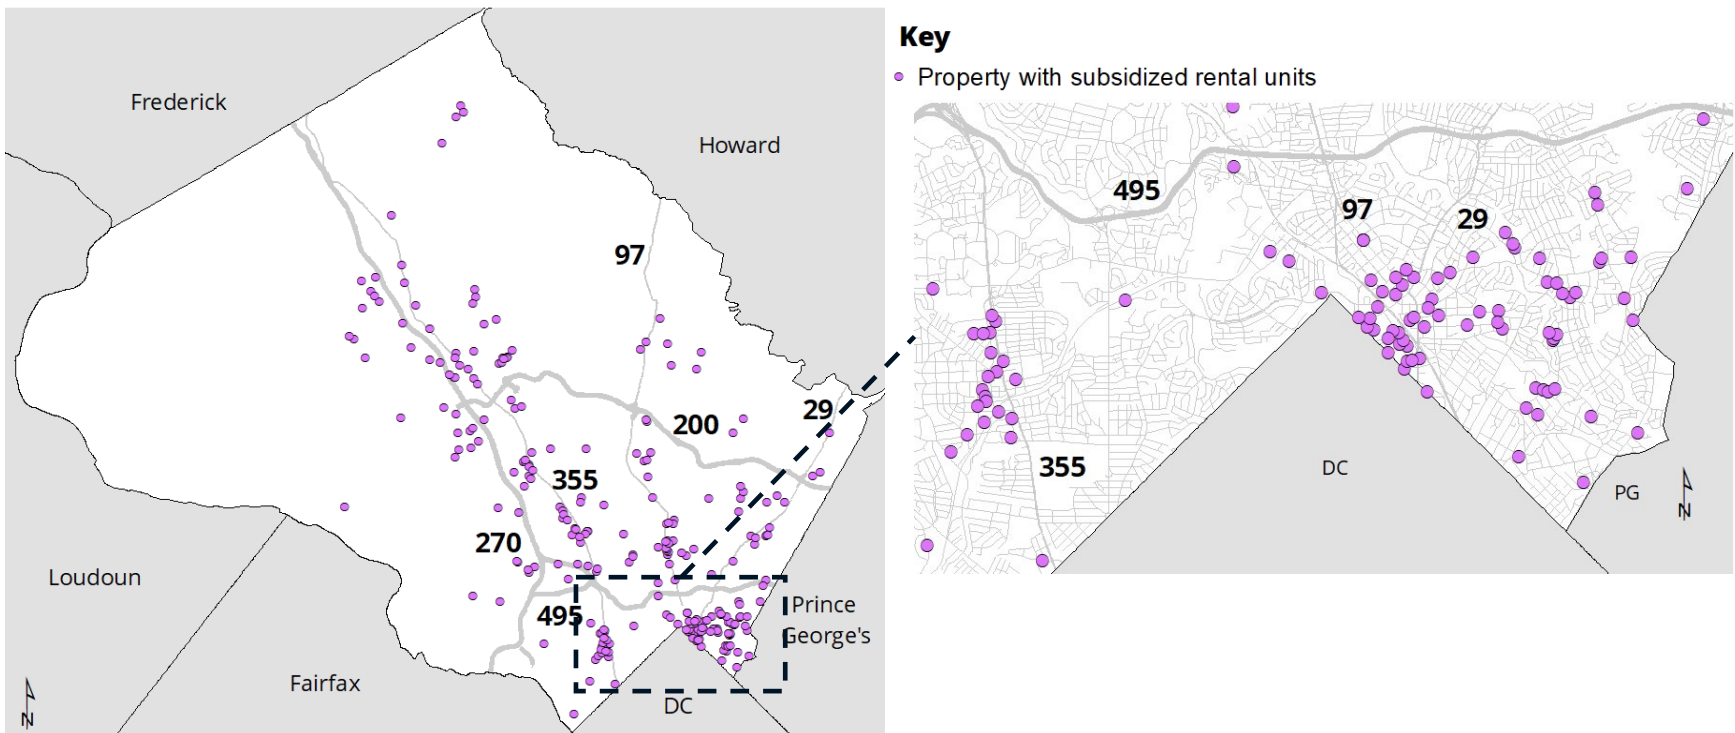 Frederick
Howard
97
29
200
355
270
Loudoun
495
Prince
George's
Fairfax
DC
N
Key
Property with subsidized rental units
495
97
29
355
DC
PG
N